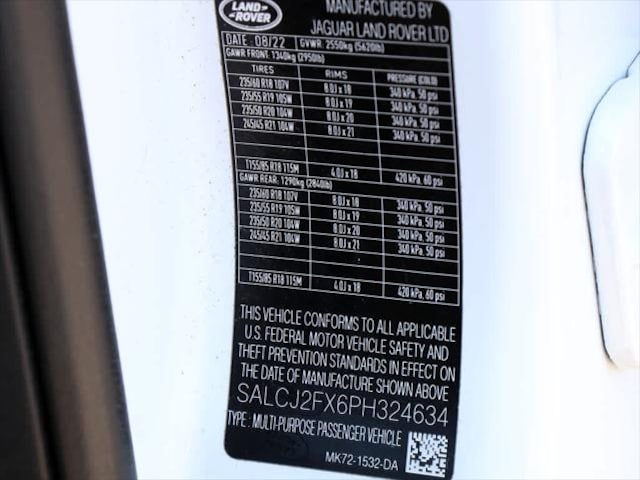 LAND-
-ROVER
MANUFACTURED BY
JAGUAR LAND ROVER LTD
DATE : 08/22 GVWR: 2550kg (5620lb)
GAWR FRONT: 1340kg (2950lb)
TIRES RIMS PRESSURE (COLD)
235/60 R18 107V 8.0J x 18 340 kPa, 50 psi
235/55 R19 105W 8.0J x 19 340 kPa, 50 psi
235/50 R20 104W 8.0J x 20 340 kPa, 50 psi
245/45 R21 104W 8.0J x 21 340 kPa, 50 psi
T155/85 R18 115M 4.0J x 18 420 kPa, 60 psi
GAWR REAR: 1290kg (2840lb)
235/60 R18 107V 8.0J x 18 340 kPa, 50 psi
235/55 R19 105W 8.0J x 19 340 kPa, 50 psi
235/50 R20 104W 8.0J x 20 340 kPa, 50 psi
245/45 R21 104W 8.0J x 21 340 kPa, 50 psi
T155/85 R18 115M 4.0J x 18 420 kPa, 60 psi
THIS VEHICLE CONFORMS TO ALL APPLICABLE
U.S. FEDERAL MOTOR VEHICLE SAFETY AND
THEFT PREVENTION STANDARDS IN EFFECT ON
THE DATE OF MANUFACTURE SHOWN ABOVE
SALCJ2FX6PH324634
TYPE : MULTI-PURPOSE PASSENGER VEHICLE
MK72-1532-DA